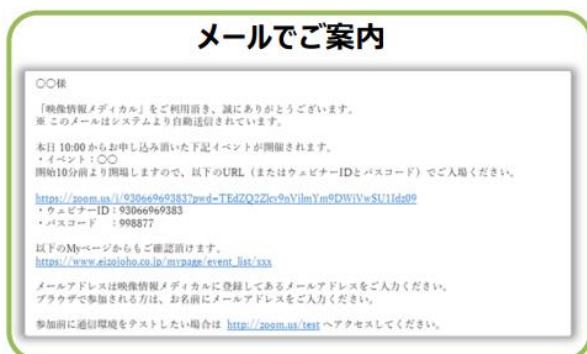 メールでご案内
〇〇様
「映像情報メディカル」をご利用頂き、誠にありがとうございます。
※ このメールはシステムより自動送信されています。
本日 10:00 からお申し込み頂いた下記イベントが開催されます。
・イベント：〇〇
開始10分前より開場しますので、以下のURL（またはウェビナーIDとパスコード）でご入場ください。
https://zoom.us/j/93066969383?pwd=
・ウェビナーID：93066969383
・パスコード ：998877
以下のMyページからもご確認頂けます。
https://www.eizojoho.co.jp/mypage/event_list/xxx
メールアドレスは映像情報メディカルに登録してあるメールアドレスをご入力ください。
ブラウザで参加される方は、お名前にメールアドレスをご入力ください。
参加前に通信環境をテストしたい場合は http://zoom.us/test へアクセスしてください。